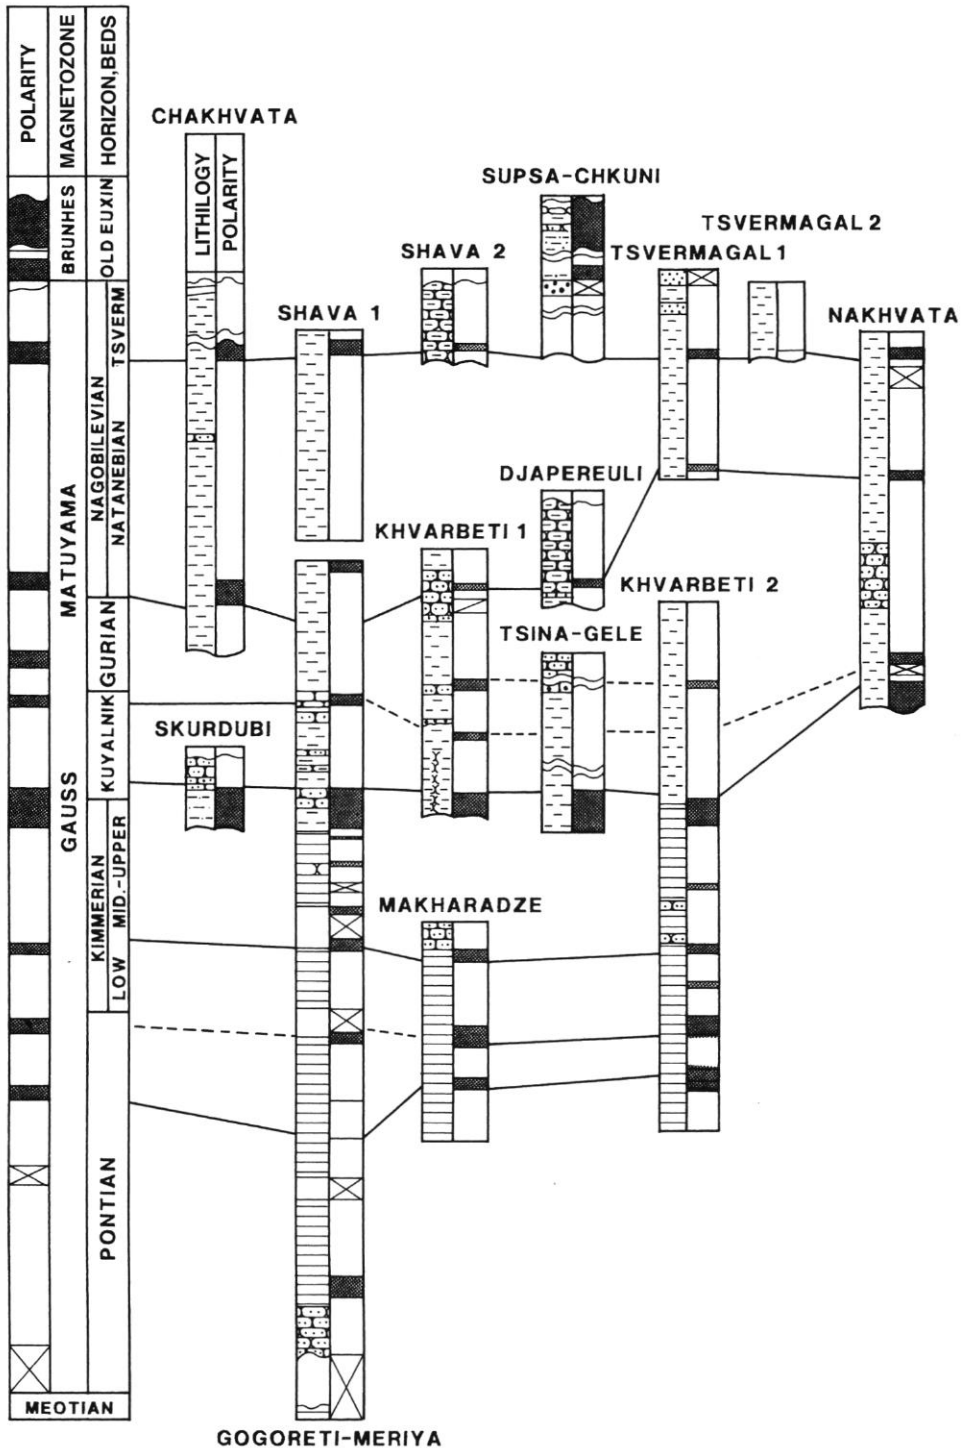 POLARITY
MAGNETOZONE
HORIZON,BEDS
BRUNHES
OLD EUXIN
MATUYAMA
GAUSS
NAGOBILEVIAN
TSVERM
NATANEBIAN
GURIAN
KUYALNIK
KIMMERIAN
MID.-UPPER
LOW
PONTIAN
MEOTIAN
CHAKHVATA
LITHILOGY
POLARITY
SUPSA-CHKUNI
SHAVA 2
TSVERMAGAL 2
TSVERMAGAL 1
SHAVA 1
NAKHVATA
DJAPEREULI
KHVARBETI 1
KHVARBETI 2
TSINA-GELE
SKURDUBI
MAKHARADZE
GOGORETI-MERIYA